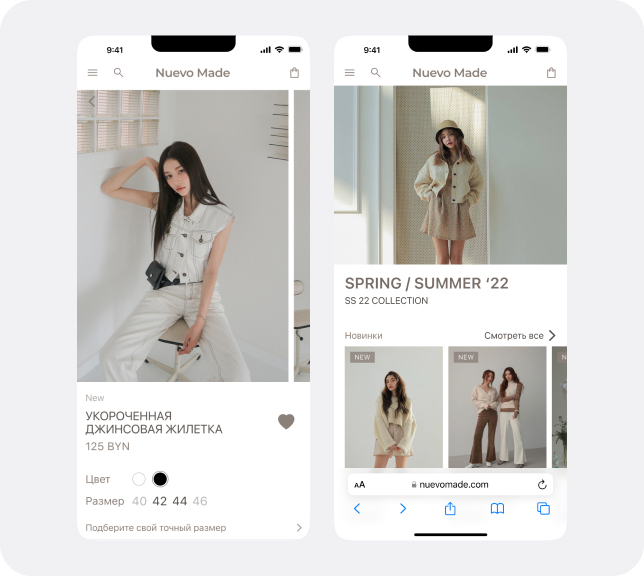 9:41
Nuevo Made
New
УКОРОЧЕННАЯ
ДЖИНСОВАЯ ЖИЛЕТКА
125 BYN
Цвет
Размер 40 42 44 46
Подберите свой точный размер
9:41
Nuevo Made
SPRING / SUMMER ‘22
SS 22 COLLECTION
Новинки Смотреть все
NEW NEW
AA nuevomade.com